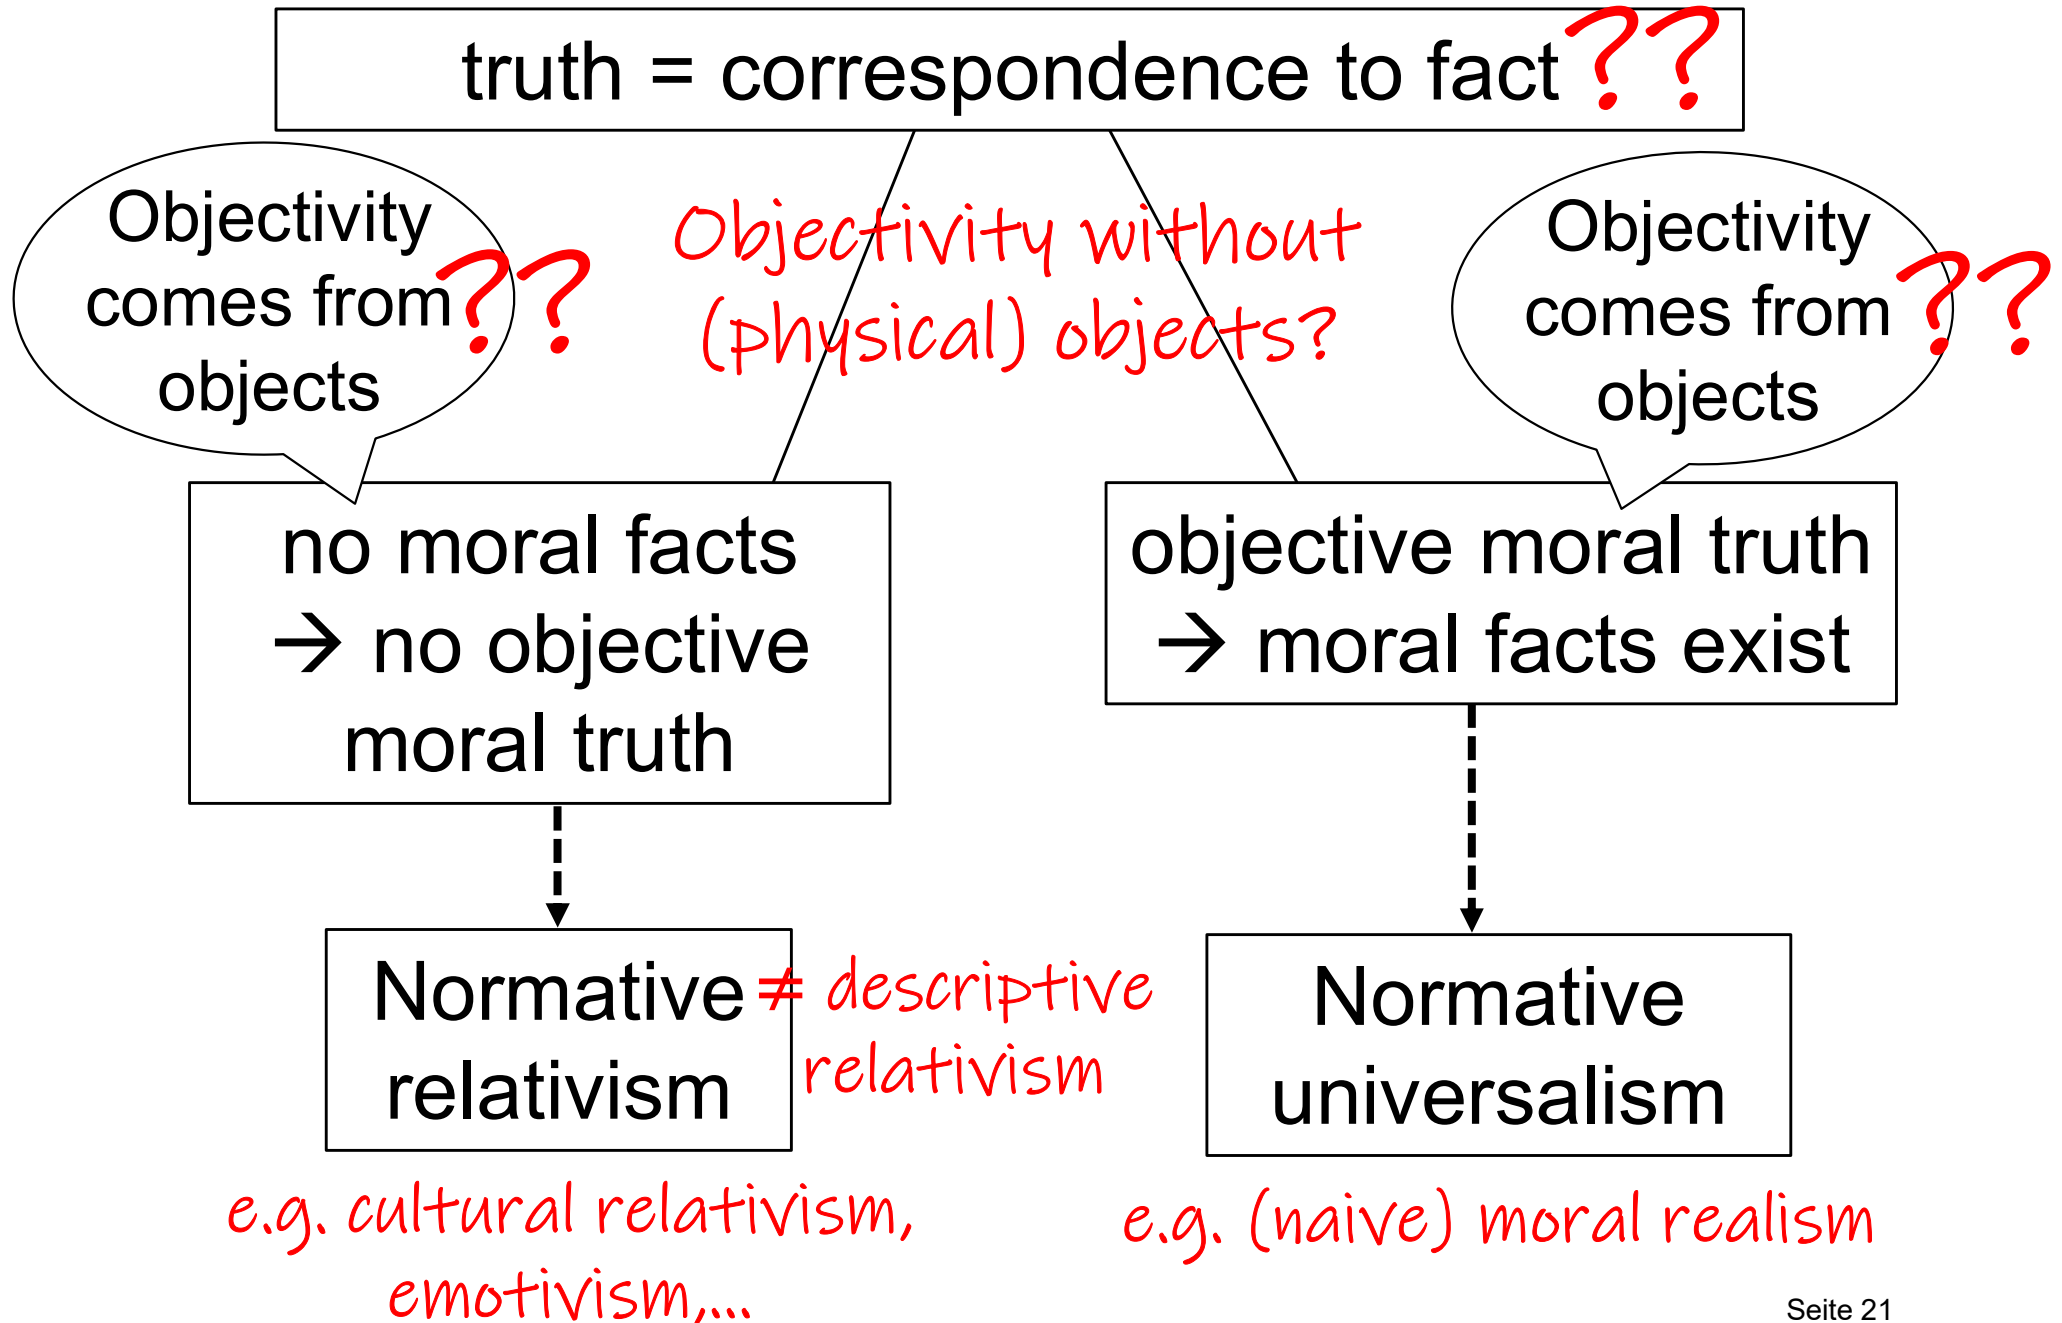 truth = correspondence to fact ??
Objectivity
comes from ??
objects
Objectivity without
(physical) objects?
Objectivity
comes from ??
objects
no moral facts
→ no objective
moral truth
objective moral truth
→ moral facts exist
Normative
relativism
≠ descriptive
relativism
Normative
universalism
e.g. cultural relativism,
emotivism,...
e.g. (naive) moral realism
Seite 21